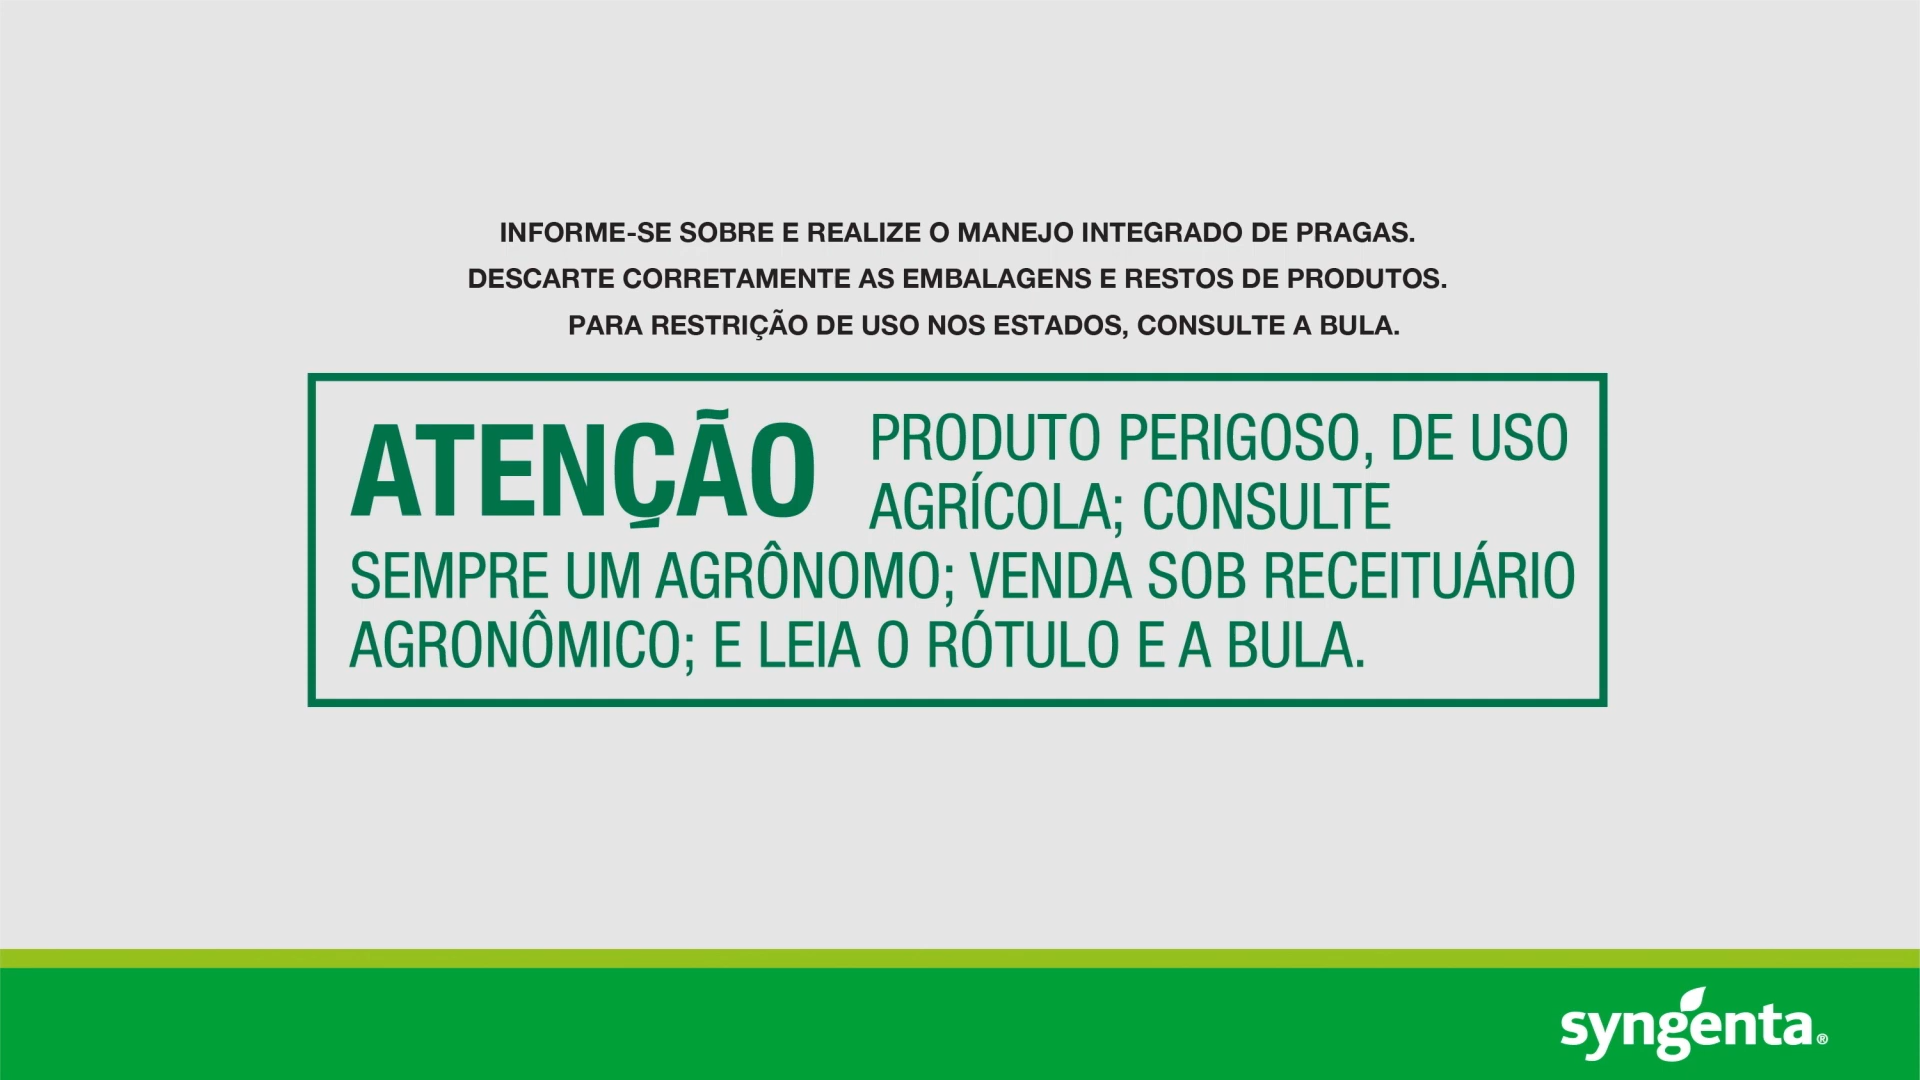 INFORME-SE SOBRE E REALIZE O MANEJO INTEGRADO DE PRAGAS.
DESCARTE CORRETAMENTE AS EMBALAGENS E RESTOS DE PRODUTOS.
PARA RESTRIÇÃO DE USO NOS ESTADOS, CONSULTE A BULA.
ATENÇÃO PRODUTO PERIGOSO, DE USO
AGRÍCOLA; CONSULTE
SEMPRE UM AGRÔNOMO; VENDA SOB RECEITUÁRIO
AGRONÔMICO; E LEIA O RÓTULO E A BULA.
syngenta®